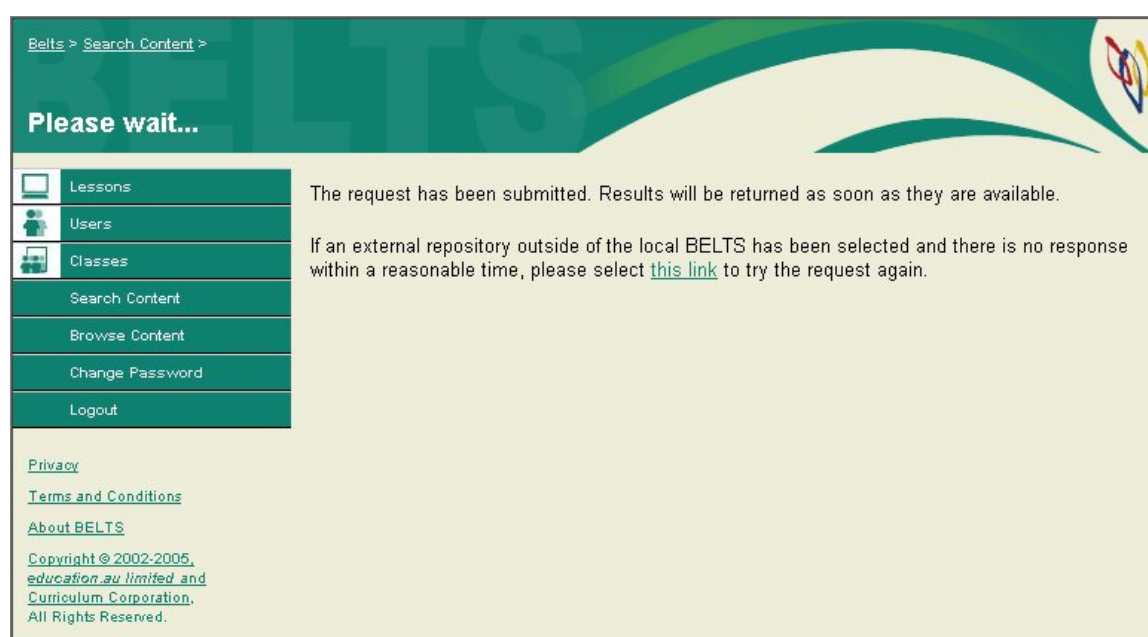 BELTS
Belts > Search Content >
Please wait...
Lessons
Users
Classes
Search Content
Browse Content
Change Password
Logout
Privacy
Terms and Conditions
About BELTS
Copyright © 2002-2005,
education.au limited and
Curriculum Corporation,
All Rights Reserved.
The request has been submitted. Results will be returned as soon as they are available.
If an external repository outside of the local BELTS has been selected and there is no response
within a reasonable time, please select this link to try the request again.